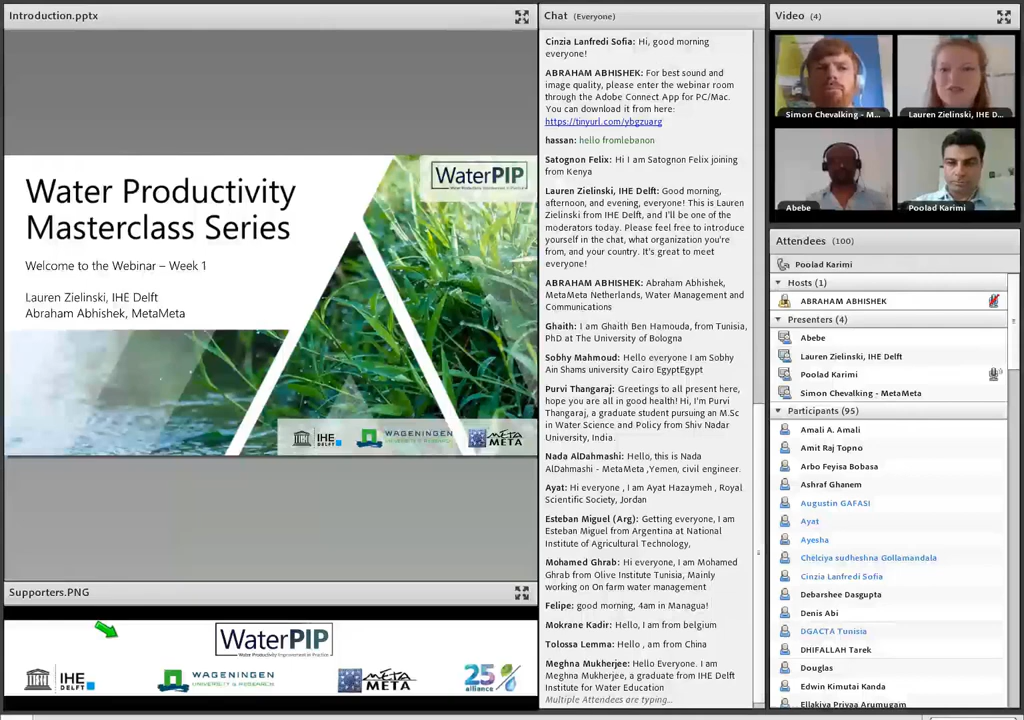 Introduction.pptx
Water Productivity
Masterclass Series
Welcome to the Webinar – Week 1
Lauren Zielinski, IHE Delft
Abraham Abhishek, MetaMeta
WaterPIP
IHE
DELFT
WAGENINGEN
META
META
Supporters.PNG
WaterPIP
Water Productivity Improvement in Practice
IHE
DELFT
WAGENINGEN
UNIVERSITY & RESEARCH
META
META
25
alliance
Chat (Everyone)
Cinzia Lanfredi Sofia: Hi, good morning
everyone!
ABRAHAM ABHISHEK: For best sound and
image quality, please enter the webinar room
through the Adobe Connect App for PC/Mac.
You can download it from here:
https://tinyurl.com/ybgzuarg
hassan: hello fromlebanon
Satognon Felix: Hi I am Satognon Felix joining
from Kenya
Lauren Zielinski, IHE Delft: Good morning,
afternoon, and evening, everyone! This is Lauren
Zielinski from IHE Delft, and I'll be one of the
moderators today. Please feel free to introduce
yourself in the chat, what organization you're
from, and your country. It's great to meet
everyone!
ABRAHAM ABHISHEK: Abraham Abhishek,
MetaMeta Netherlands, Water Management and
Communications
Ghaith: I am Ghaith Ben Hamouda, from Tunisia,
PhD at The University of Bologna
Sobhy Mahmoud: Hello everyone I am Sobhy
Ain Shams university Cairo EgyptEgypt
Purvi Thangaraj: Greetings to all present here,
hope you are all in good health! Hi, I'm Purvi
Thangaraj, a graduate student pursuing an M.Sc
in Water Science and Policy from Shiv Nadar
University, India.
Nada AlDahmashi: Hello, this is Nada
AlDahmashi - MetaMeta ,Yemen, civil engineer.
Ayat: Hi everyone , I am Ayat Hazaymeh , Royal
Scientific Society, Jordan
Esteban Miguel (Arg): Getting everyone, I am
Esteban Miguel from Argentina at National
Institute of Agricultural Technology,
Mohamed Ghrab: Hi everyone, I am Mohamed
Ghrab from Olive Institute Tunisia, Mainly
working on On farm water management
Felipe: good morning, 4am in Managua!
Mokrane Kadir: Hello, I am from belgium
Tolossa Lemma: Hello , am from China
Meghna Mukherjee: Hello Everyone. I am
Meghna Mukherjee, a graduate from IHE Delft
Institute for Water Education
Multiple Attendees are typing...
Video (4)
Simon Chevalking - M...
Lauren Zielinski, IHE D...
Abebe
Poolad Karimi
Attendees (100)
Poolad Karimi
Hosts (1)
ABRAHAM ABHISHEK
Presenters (4)
Abebe
Lauren Zielinski, IHE Delft
Poolad Karimi
Simon Chevalking - MetaMeta
Participants (95)
Amali A. Amali
Amit Raj Topno
Arbo Feyisa Bobasa
Ashraf Ghanem
Augustin GAFASI
Ayat
Ayesha
Chelciya sudheshna Gollamandala
Cinzia Lanfredi Sofia
Debarshee Dasgupta
Denis Abi
DGACTA Tunisia
DHIFALLAH Tarek
Douglas
Edwin Kimutai Kanda
Ellakiya Priyaa Arumugam